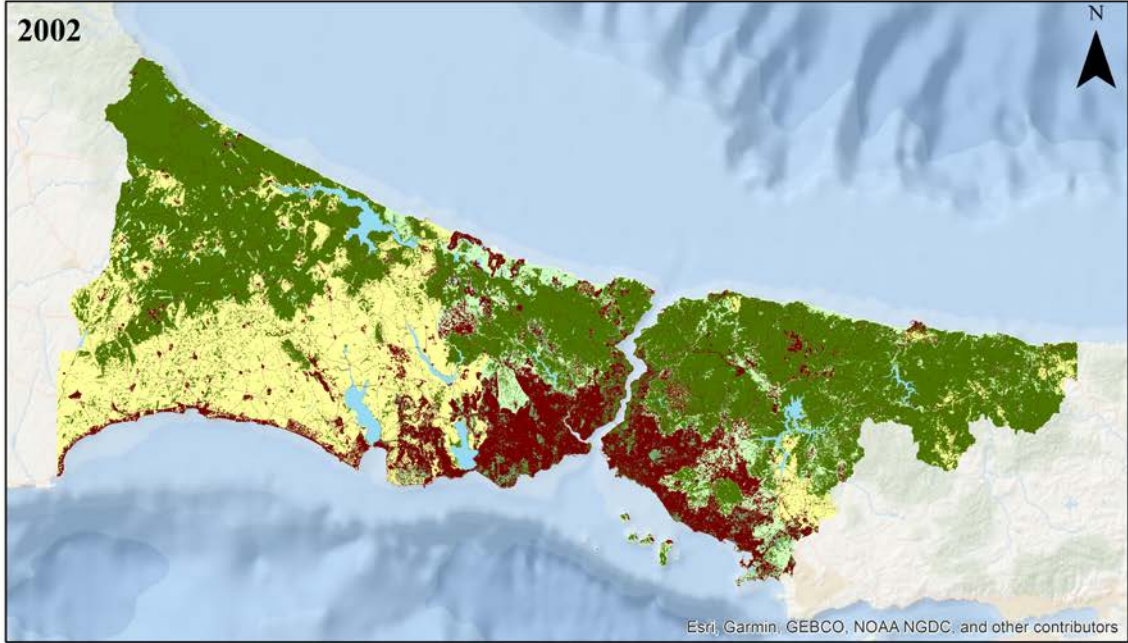 2002
N
Esri, Garmin, GEBCO, NOAA NGDC, and other contributors